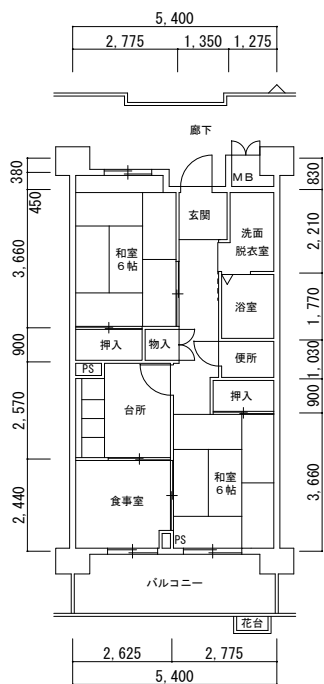 5,400
2,775
1,350
1,275
廊下
380
450
3,660
900
2,570
2,440
830
2,210
1,770
1,030
900
3,660
MB
玄関
洗面
脱衣室
和室
6帖
浴室
押入
物入
便所
PS
台所
押入
和室
6帖
食事室
PS
バルコニー
花台
2,625
2,775
5,400